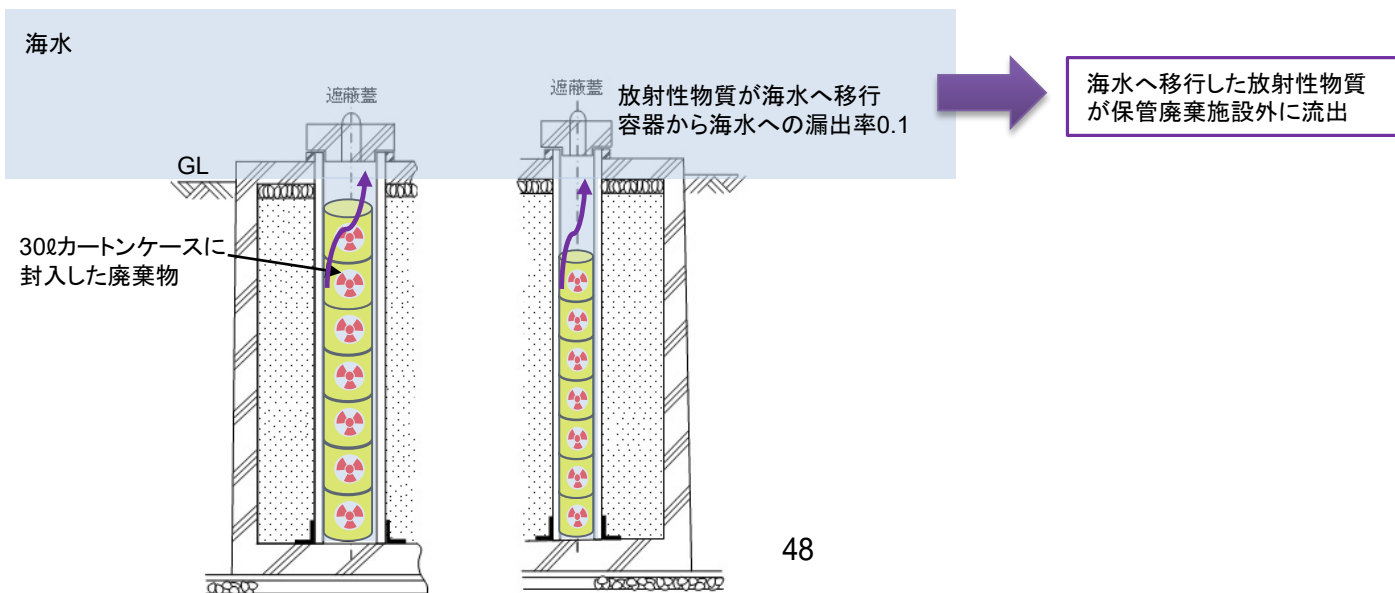 海水
遮蔽蓋
遮蔽蓋
放射性物質が海水へ移行
容器から海水への漏出率0.1
海水へ移行した放射性物質
が保管廃棄施設外に流出
GL
30ℓカートンケースに
封入した廃棄物
48